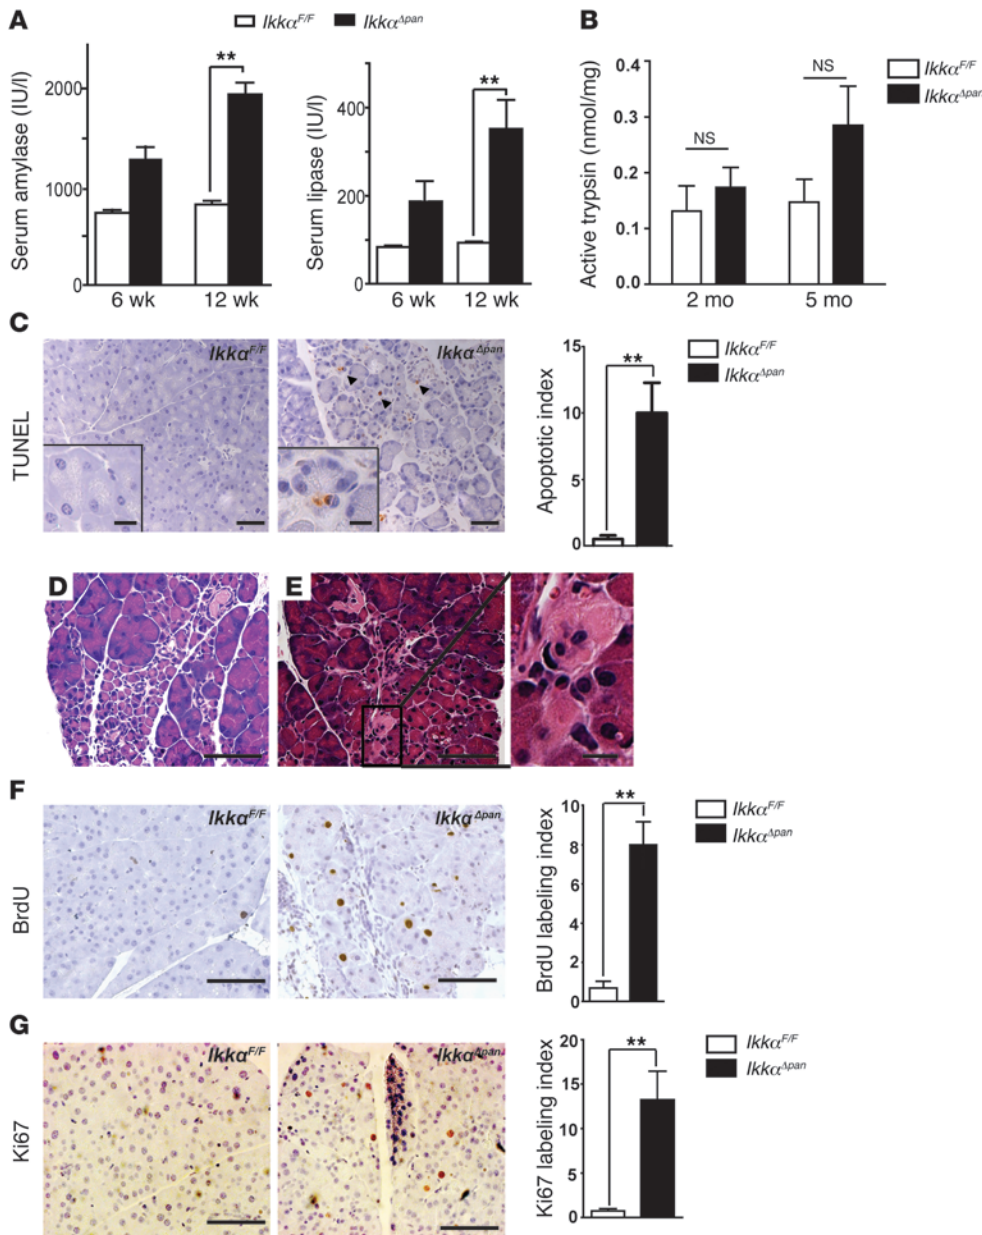 A
Ikkα^F/F Ikkα^Δpan
Serum amylase (IU/l)
2000
1000
0
**
6 wk 12 wk
Serum lipase (IU/l)
400
200
0
**
6 wk 12 wk
B
Ikkα^F/F
Ikkα^Δpan
Active trypsin (nmol/mg)
0.4
0.3
0.2
0.1
0.0
NS
NS
2 mo 5 mo
C
TUNEL
Ikkα^F/F
Ikkα^Δpan
Apoptotic index
15
10
5
0
**
Ikkα^F/F
Ikkα^Δpan
D
E
F
BrdU
Ikkα^F/F
Ikkα^Δpan
BrdU labeling index
10
8
6
4
2
0
**
Ikkα^F/F
Ikkα^Δpan
G
Ki67
Ikkα^F/F
Ikkα^Δpan
Ki67 labeling index
20
15
10
5
0
**
Ikkα^F/F
Ikkα^Δpan